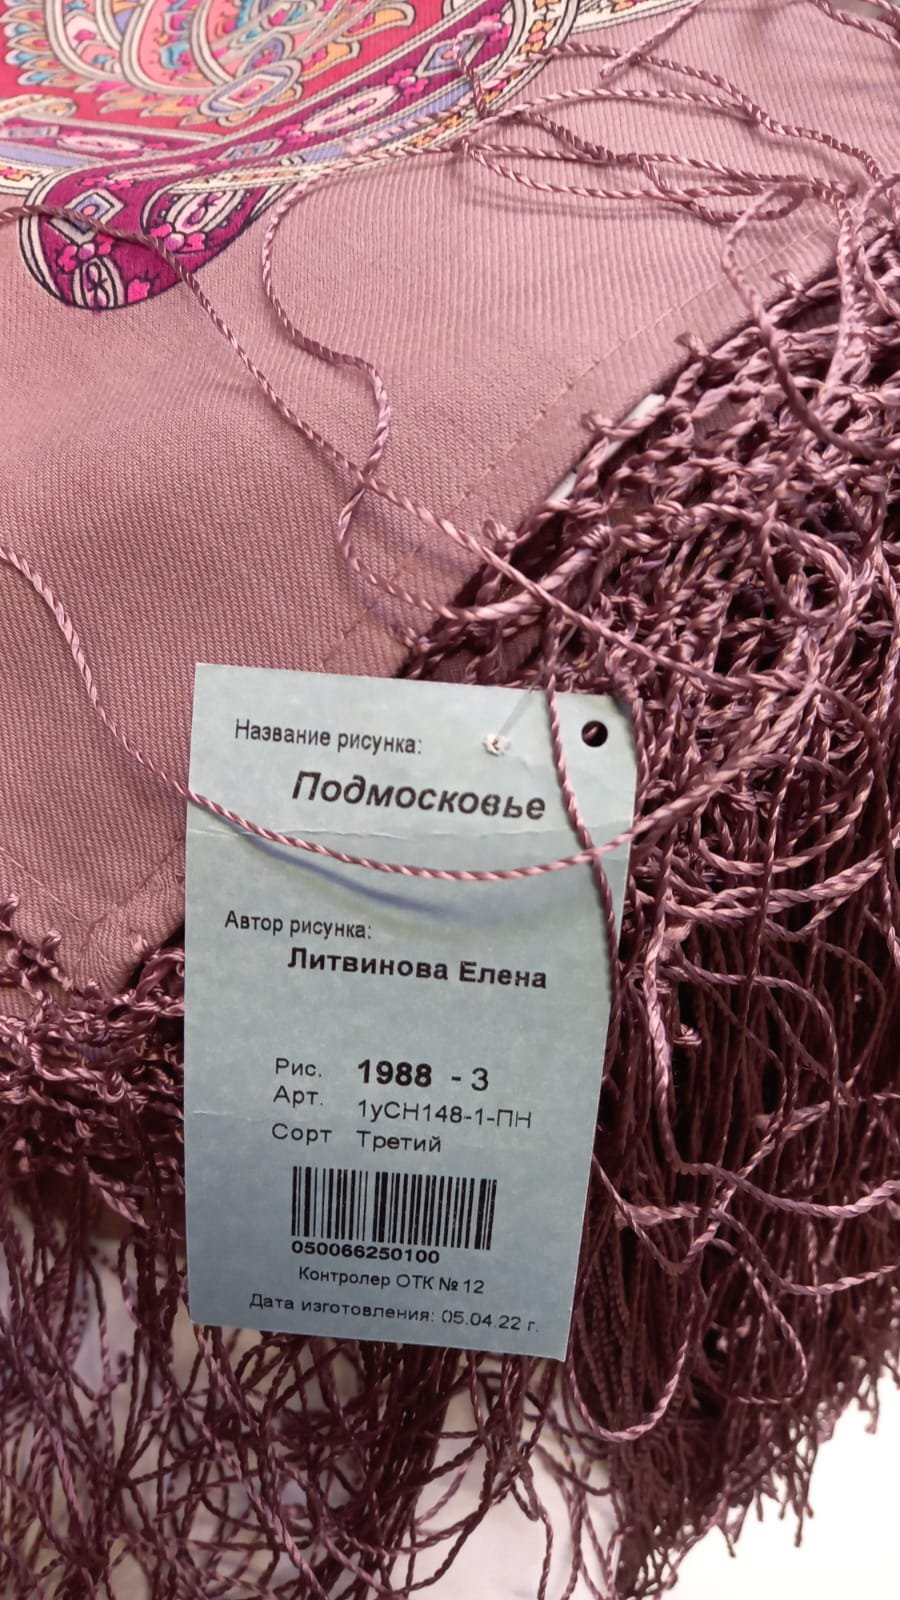 Название рисунка:
Подмосковье
Автор рисунка:
Литвинова Елена
Рис. 1988 - 3
Арт. 1уСН148-1-ПН
Сорт Третий
050066250100
Контролер ОТК № 12
Дата изготовления: 05.04.22 г.